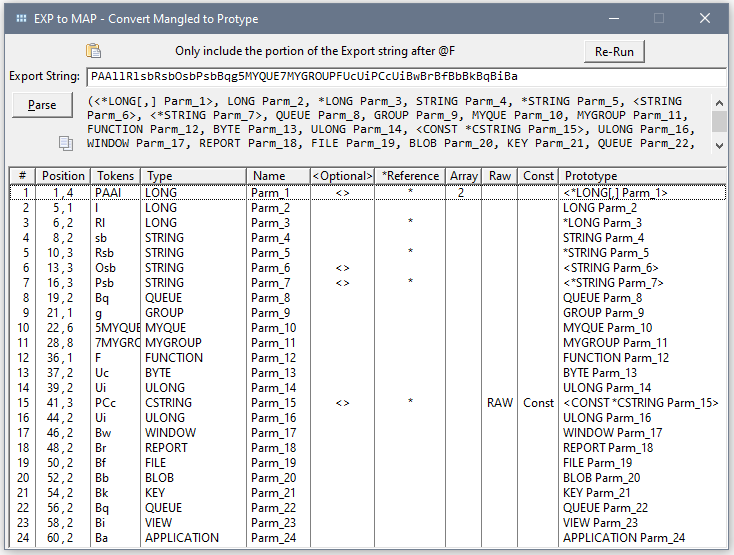 EXP to MAP - Convert Mangled to Protype
Only include the portion of the Export string after @F
Re-Run
Export String: PAAllRlsbRsbOsbPsbBqg5MYQUE7MYGROUPFUcUiPCcUiBwBrBfBbBkBqBiBa
Parse
(<*LONG[,] Parm_1>, LONG Parm_2, *LONG Parm_3, STRING Parm_4, *STRING Parm_5, <STRING
Parm_6>, <*STRING Parm_7>, QUEUE Parm_8, GROUP Parm_9, MYQUE Parm_10, MYGROUP Parm_11,
FUNCTION Parm_12, BYTE Parm_13, ULONG Parm_14, <CONST *CSTRING Parm_15>, ULONG Parm_16,
WINDOW Parm_17, REPORT Parm_18, FILE Parm_19, BLOB Parm_20, KEY Parm_21, QUEUE Parm_22,
# Position Tokens Type Name <Optional> *Reference Array Raw Const Prototype
1 1,4 PAAl LONG Parm_1 <> * 2 <*LONG[,] Parm_1>
2 5,1 l LONG Parm_2 LONG Parm_2
3 6,2 Rl LONG Parm_3 * *LONG Parm_3
4 8,2 sb STRING Parm_4 STRING Parm_4
5 10,3 Rsb STRING Parm_5 * *STRING Parm_5
6 13,3 Osb STRING Parm_6 <> <STRING Parm_6>
7 16,3 Psb STRING Parm_7 <> * <*STRING Parm_7>
8 19,2 Bq QUEUE Parm_8 QUEUE Parm_8
9 21,1 g GROUP Parm_9 GROUP Parm_9
10 22,6 5MYQUE MYQUE Parm_10 MYQUE Parm_10
11 28,8 7MYGRO MYGROUP Parm_11 MYGROUP Parm_11
12 36,1 F FUNCTION Parm_12 FUNCTION Parm_12
13 37,2 Uc BYTE Parm_13 BYTE Parm_13
14 39,2 Ui ULONG Parm_14 ULONG Parm_14
15 41,3 PCc CSTRING Parm_15 <> * RAW Const <CONST *CSTRING Parm_15>
16 44,2 Ui ULONG Parm_16 ULONG Parm_16
17 46,2 Bw WINDOW Parm_17 WINDOW Parm_17
18 48,2 Br REPORT Parm_18 REPORT Parm_18
19 50,2 Bf FILE Parm_19 FILE Parm_19
20 52,2 Bb BLOB Parm_20 BLOB Parm_20
21 54,2 Bk KEY Parm_21 KEY Parm_21
22 56,2 Bq QUEUE Parm_22 QUEUE Parm_22
23 58,2 Bi VIEW Parm_23 VIEW Parm_23
24 60,2 Ba APPLICATION Parm_24 APPLICATION Parm_24